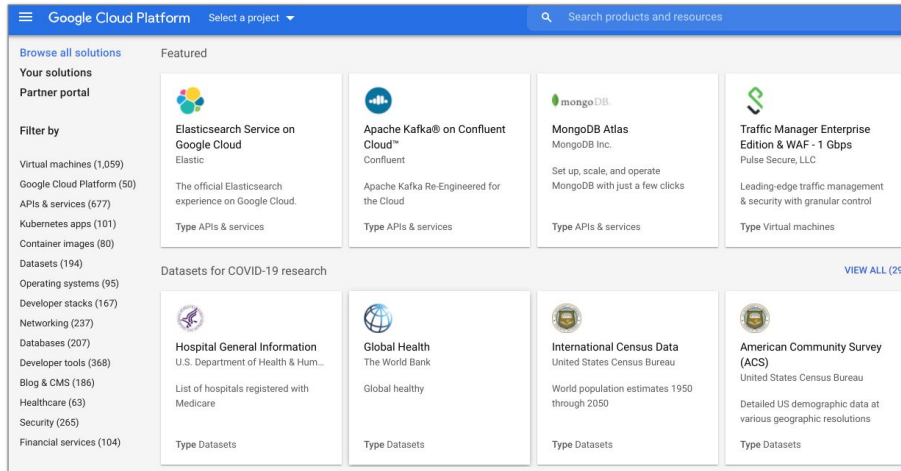 Google Cloud Platform
Select a project
Search products and resources
Browse all solutions
Your solutions
Partner portal
Filter by
Virtual machines (1,059)
Google Cloud Platform (50)
APIs & services (677)
Kubernetes apps (101)
Container images (80)
Datasets (194)
Operating systems (95)
Developer stacks (167)
Networking (237)
Databases (207)
Developer tools (368)
Blog & CMS (186)
Healthcare (63)
Security (265)
Financial services (104)
Featured
Elasticsearch Service on
Google Cloud
Elastic
The official Elasticsearch
experience on Google Cloud.
Type APIs & services
Apache Kafka® on Confluent
Cloud™
Confluent
Apache Kafka Re-Engineered for
the Cloud
Type APIs & services
mongoDB.
MongoDB Atlas
MongoDB Inc.
Set up, scale, and operate
MongoDB with just a few clicks
Type APIs & services
Traffic Manager Enterprise
Edition & WAF - 1 Gbps
Pulse Secure, LLC
Leading-edge traffic management
& security with granular control
Type Virtual machines
Datasets for COVID-19 research
VIEW ALL (29
Hospital General Information
U.S. Department of Health & Hum...
List of hospitals registered with
Medicare
Type Datasets
Global Health
The World Bank
Global healthy
Type Datasets
International Census Data
United States Census Bureau
World population estimates 1950
through 2050
Type Datasets
American Community Survey
(ACS)
United States Census Bureau
Detailed US demographic data at
various geographic resolutions
Type Datasets